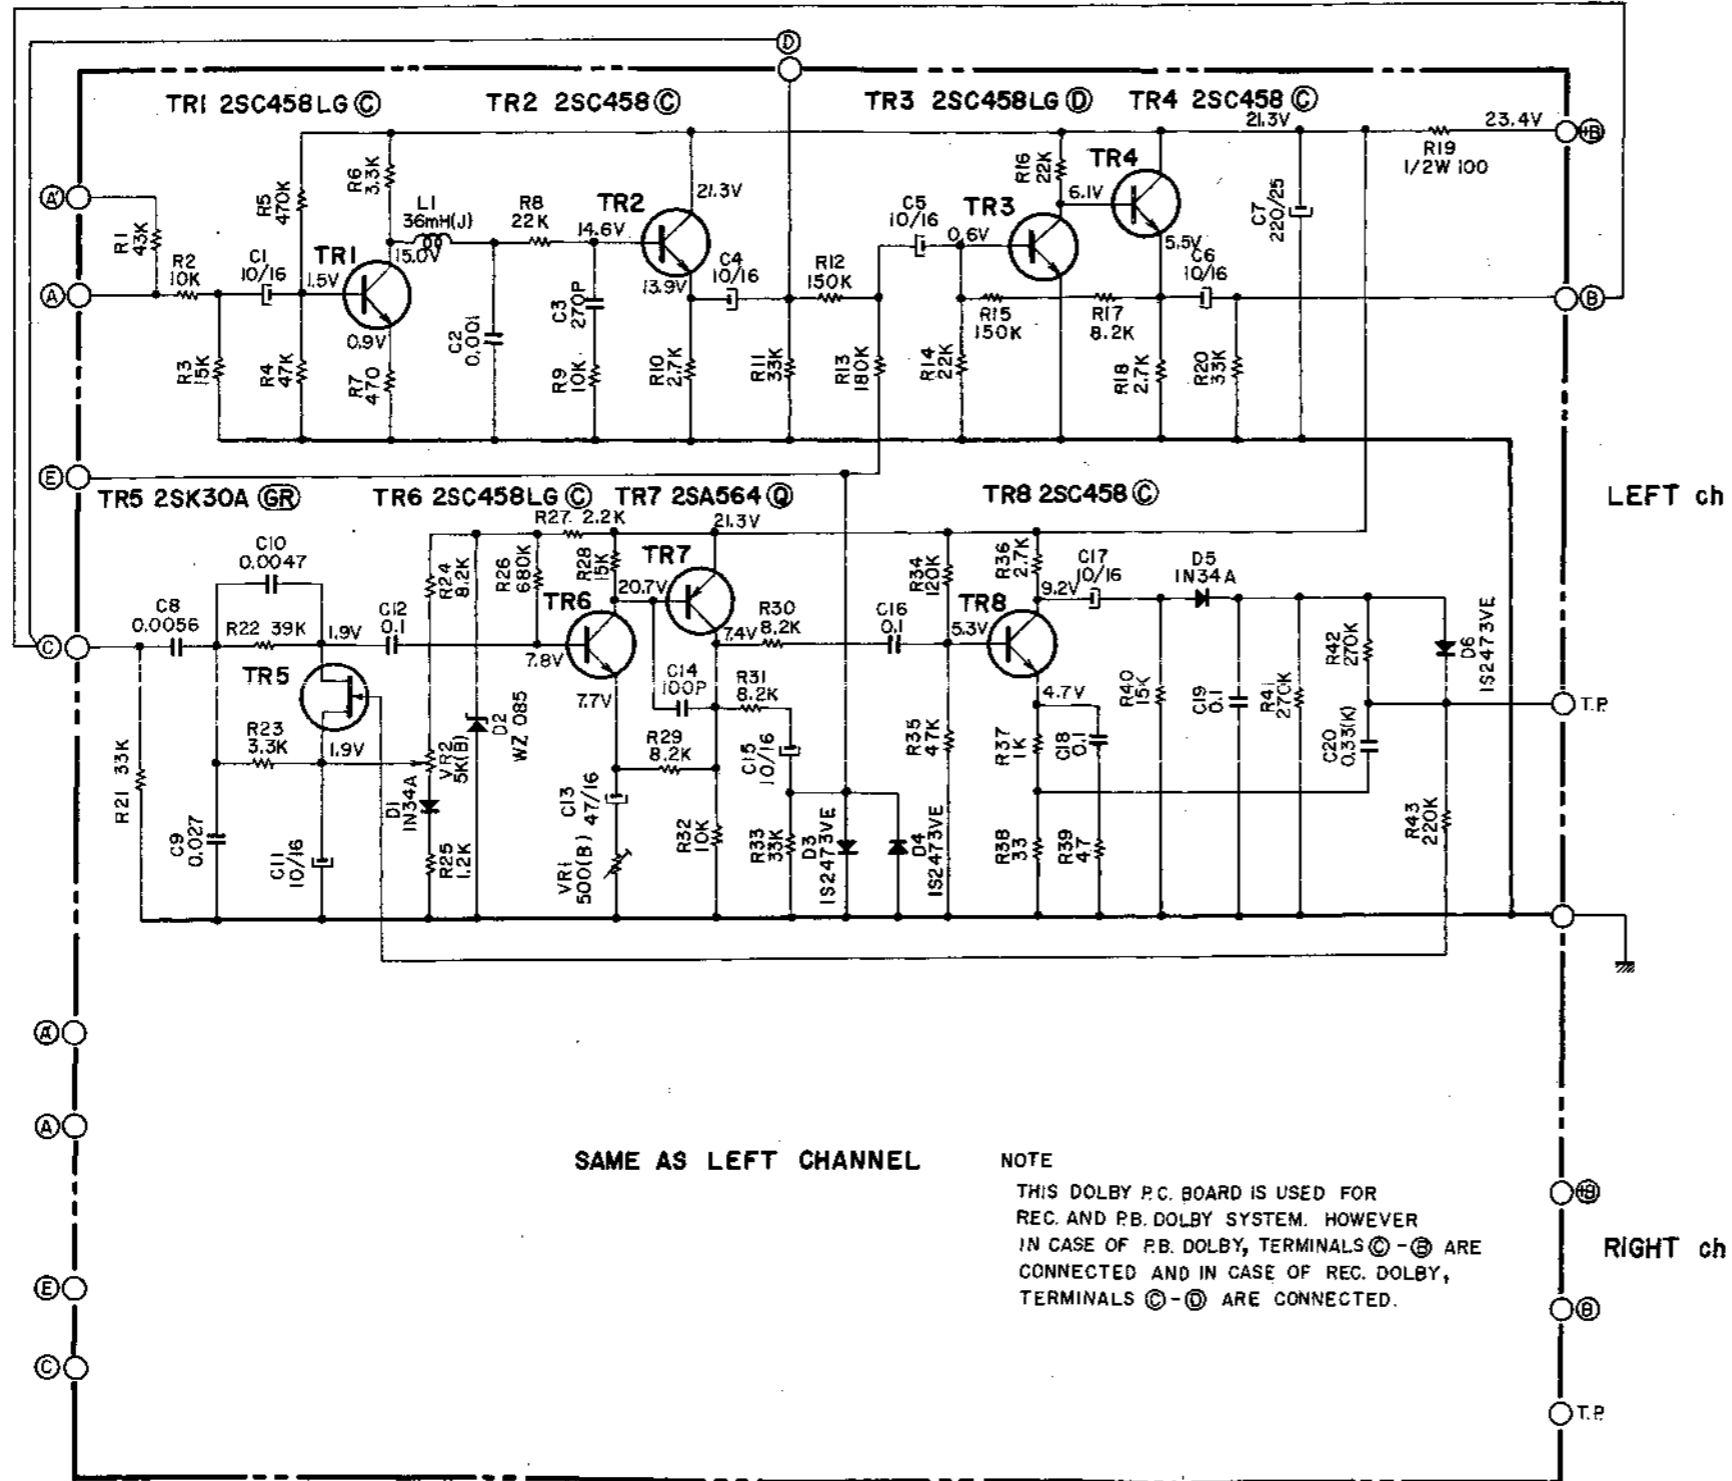 D
TR1 2SC458LG C
TR2 2SC458 C
TR3 2SC458LG D
TR4 2SC458 C
21.3V
23.4V
+B
R19
1/2W 100
A'
R1
43K
R2
10K
A
R3
15K
C1
10/16
R5
470K
R4
47K
1.5V
TR1
0.9V
R6
3.3K
15.0V
R7
470
L1
36mH(J)
C2
0.001
R8
22K
14.6V
C3
270P
R9
10K
TR2
21.3V
13.9V
R10
2.7K
C4
10/16
R11
33K
R12
150K
R13
180K
C5
10/16
0.6V
R14
22K
TR3
R15
150K
R16
22K
6.1V
TR4
R17
8.2K
5.5V
R18
2.7K
C6
10/16
R20
33K
C7
220/25
B
E
LEFT ch
TR5 2SK30A GR
TR6 2SC458LG C
TR7 2SA564 Q
TR8 2SC458 C
C
R21 33K
C8
0.0056
C10
0.0047
R22 39K
1.9V
TR5
R23
3.3K
1.9V
C9
0.027
C11
10/16
C12
0.1
R24
8.2K
VR2
5K(B)
D1
1N34A
R25
1.2K
D2
WZ 085
R26
680K
R27 2.2K
R28
15K
20.7V
TR6
7.8V
7.7V
C13
47/16
VR1
500(B)
R29
8.2K
C14
100P
TR7
21.3V
7.4V
R30
8.2K
R31
8.2K
R32
10K
C15
10/16
R33
33K
D3
1S2473VE
D4
1S2473VE
C16
0.1
R34
120K
R35
47K
5.3V
TR8
R36
2.7K
9.2V
4.7V
R37
1K
C18
0.1
R38
33
R39
47
C17
10/16
R40
15K
D5
1N34A
C19
0.1
R41
270K
R42
270K
C20
0.33(K)
D6
1S2473VE
R43
220K
T.P.
A'
A
E
C
SAME AS LEFT CHANNEL
NOTE
THIS DOLBY P.C. BOARD IS USED FOR
REC. AND P.B. DOLBY SYSTEM. HOWEVER
IN CASE OF P.B. DOLBY, TERMINALS C - B ARE
CONNECTED AND IN CASE OF REC. DOLBY,
TERMINALS C - D ARE CONNECTED.
+B
RIGHT ch
B
T.P.